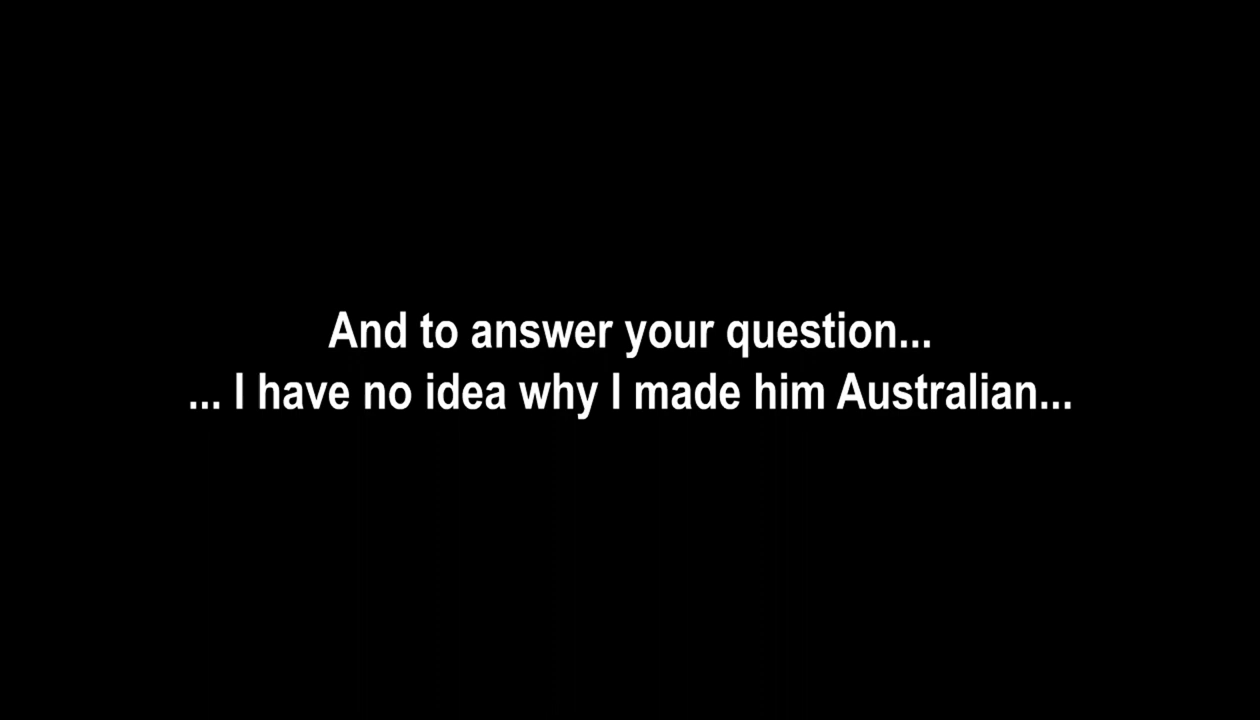 And to answer your question...
... I have no idea why I made him Australian...